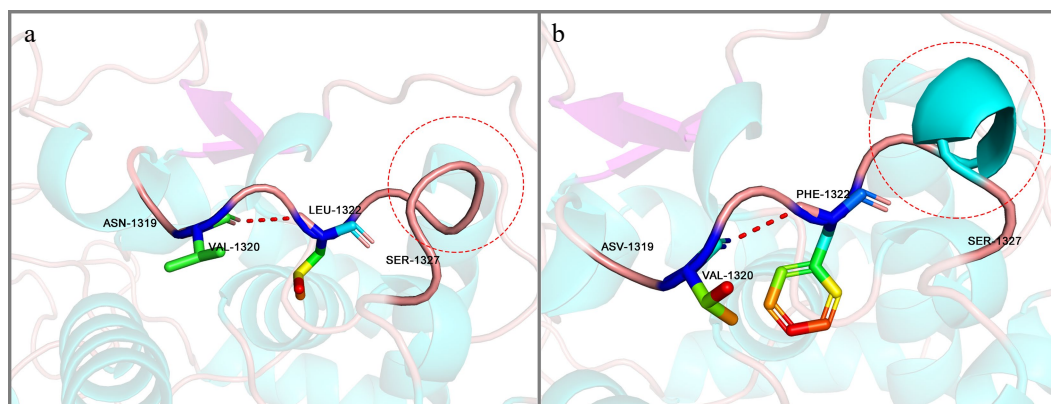 a
ASN-1319
VAL-1320
LEU-1322
SER-1327
b
ASV-1319
VAL-1320
PHE-1322
SER-1327